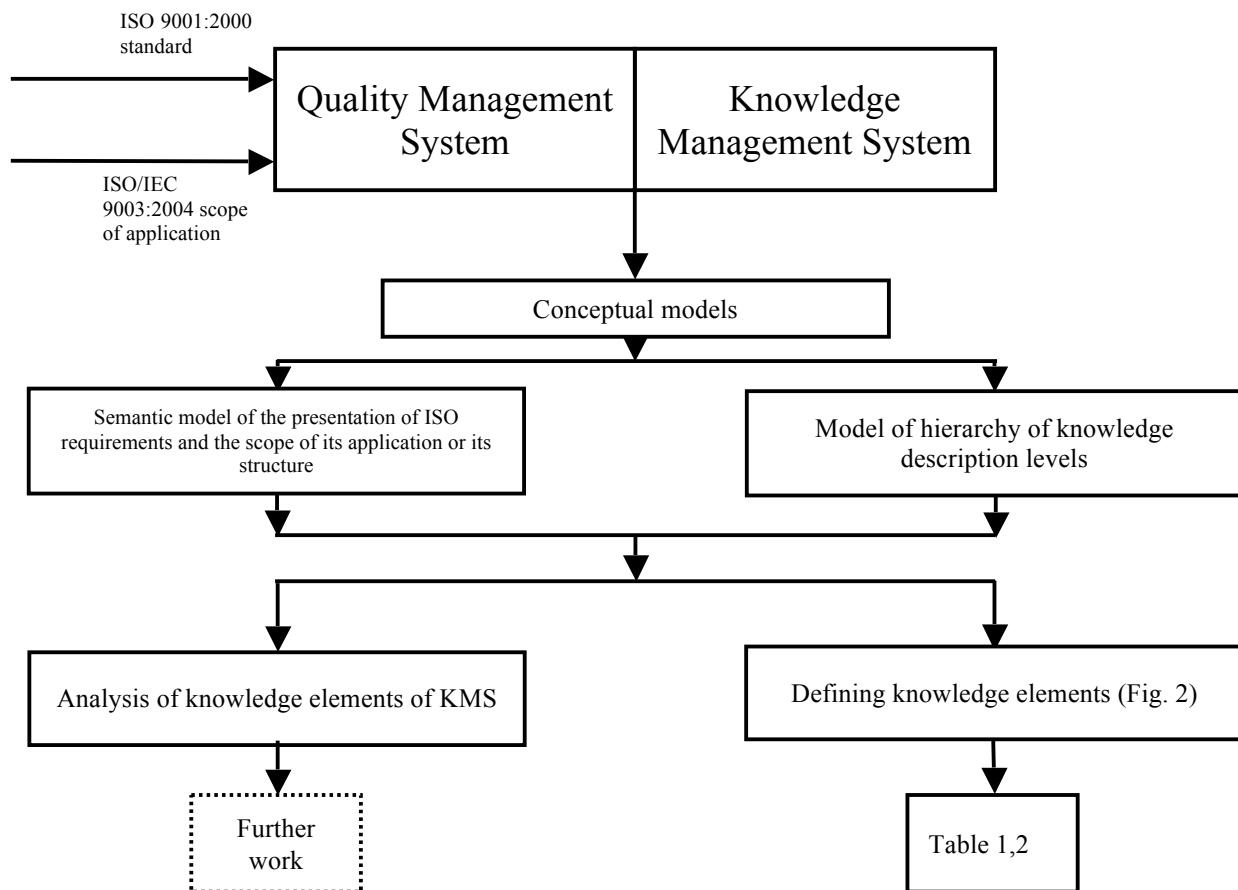 ISO 9001:2000
standard
Quality Management
System
Knowledge
Management System
ISO/IEC
9003:2004 scope
of application
Conceptual models
Semantic model of the presentation of ISO
requirements and the scope of its application or its
structure
Model of hierarchy of knowledge
description levels
Analysis of knowledge elements of KMS
Defining knowledge elements (Fig. 2)
Further
work
Table 1,2